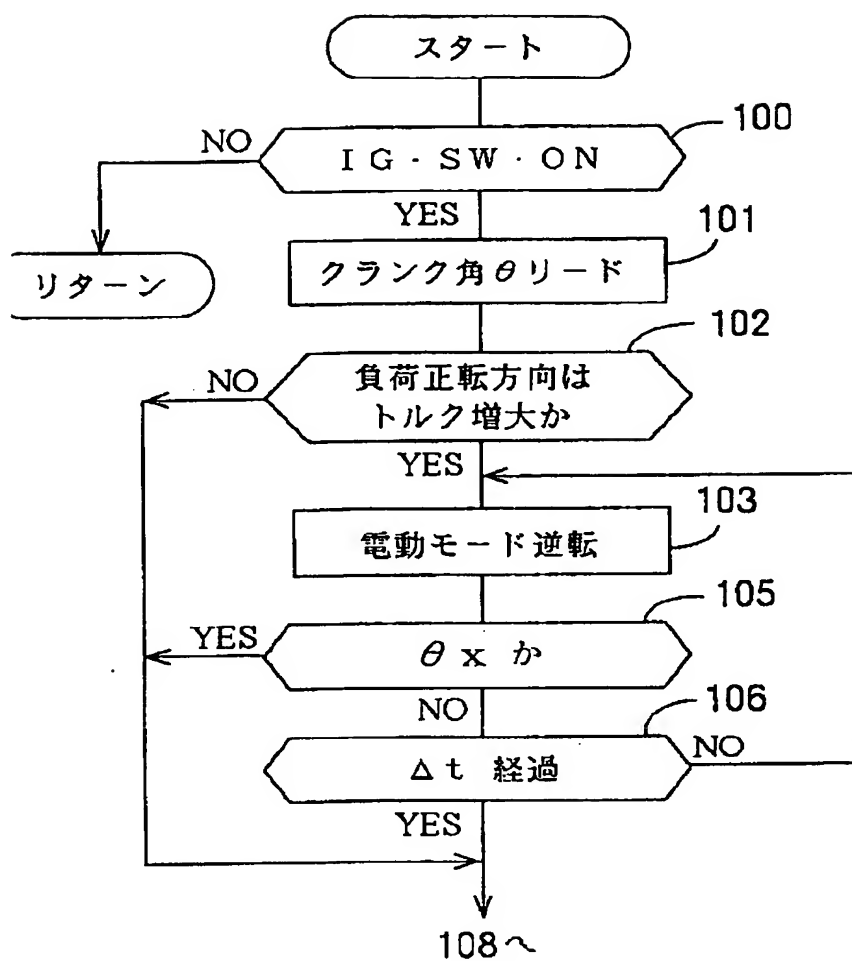 スタート
100
NO
IG・SW・ON
YES
101
リターン
クランク角θリード
102
NO
負荷正転方向は
トルク増大か
YES
103
電動モード逆転
105
YES
θxか
NO
106
Δt 経過
NO
YES
108へ